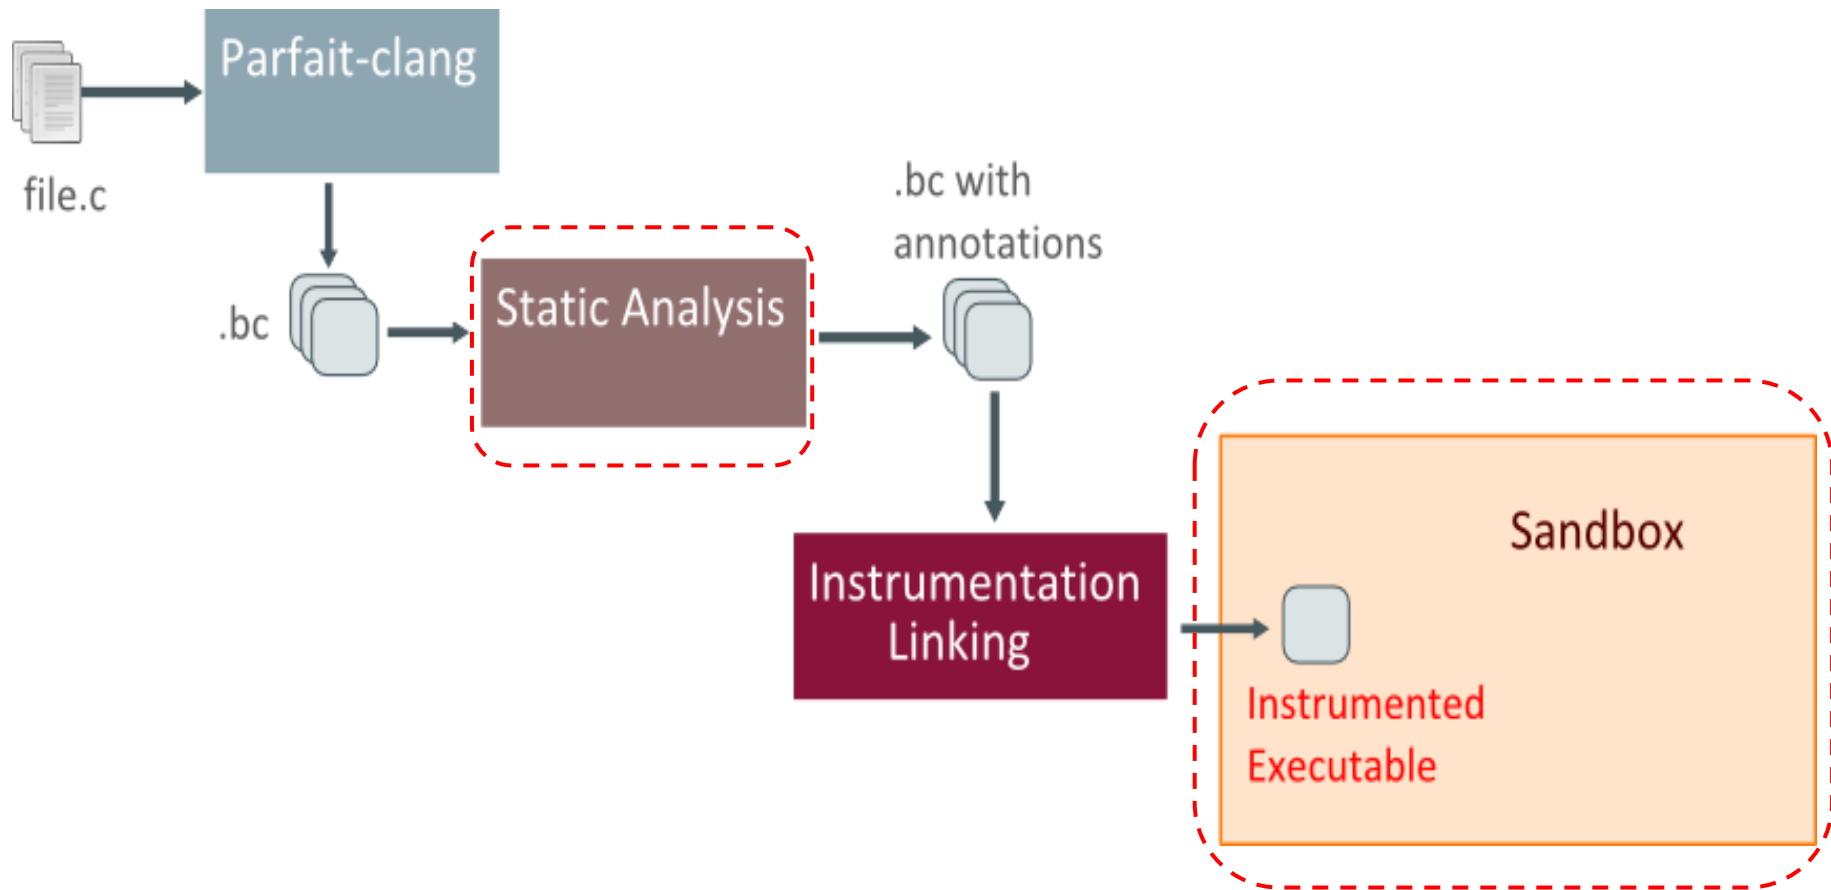 Parfait-clang
file.c
.bc
Static Analysis
.bc with
annotations
Instrumentation
Linking
Sandbox
Instrumented
Executable